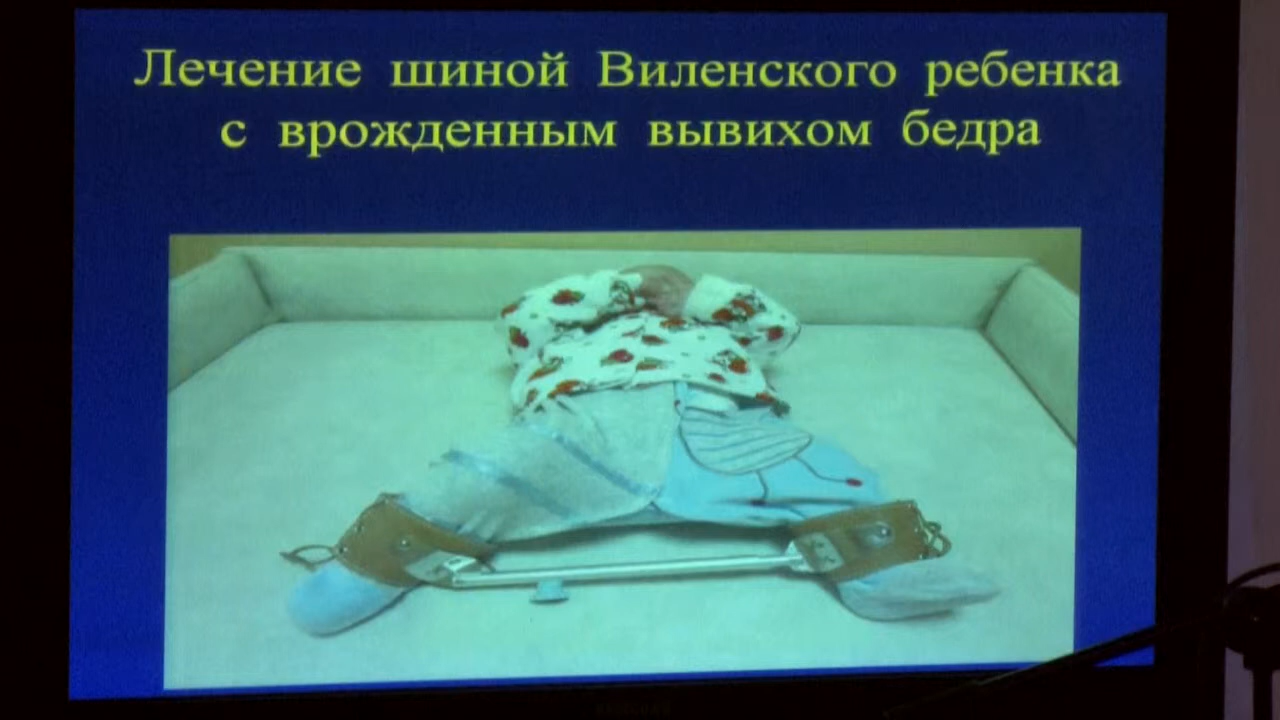 Лечение шиной Виленского ребенка
с врожденным вывихом бедра